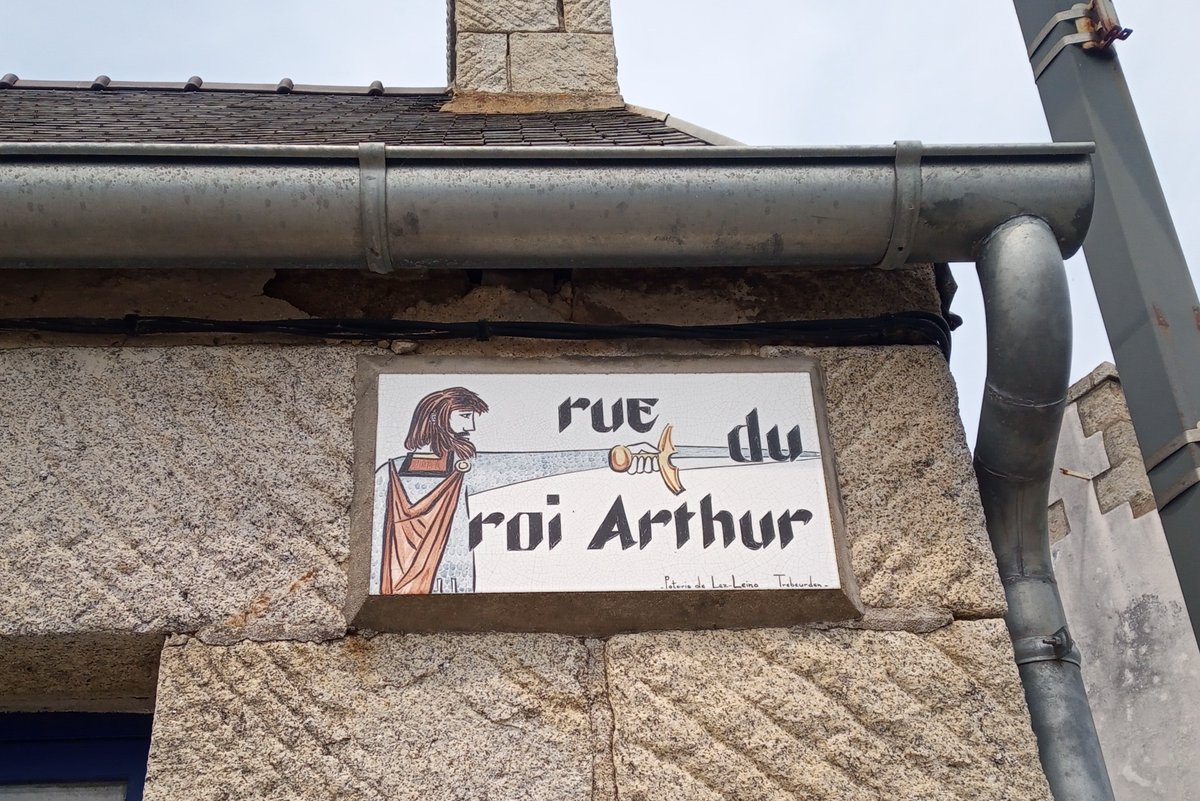 rue
du
roi Arthur
- Poterie de Lez-Leino Trebeurden -